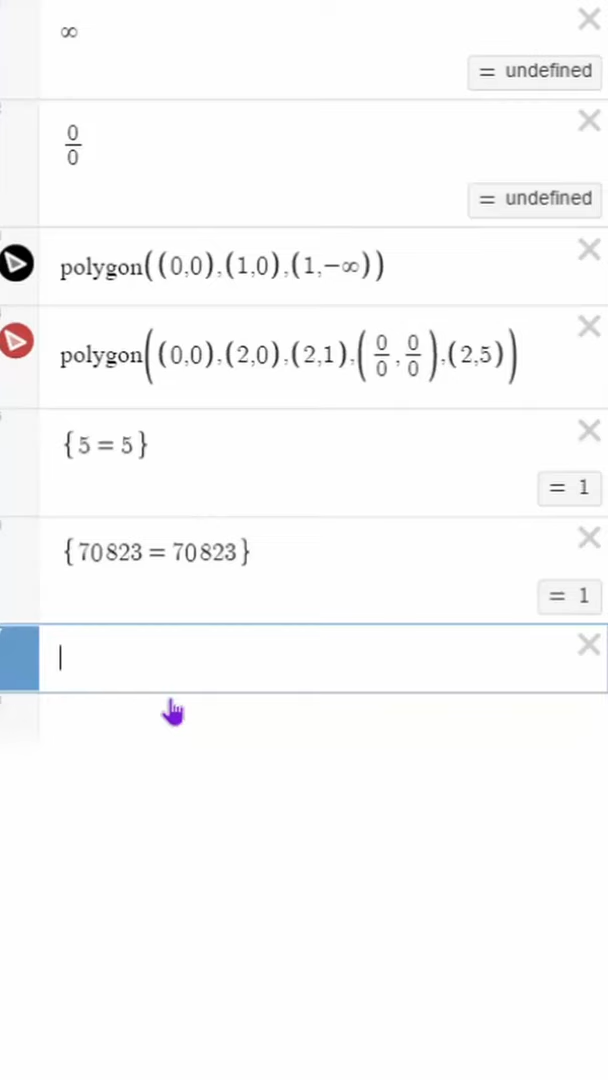 ∞
= undefined
0
0
= undefined
polygon((0,0),(1,0),(1,−∞))
polygon((0,0),(2,0),(2,1),(0/0,0/0),(2,5))
{5=5}
= 1
{70823=70823}
= 1